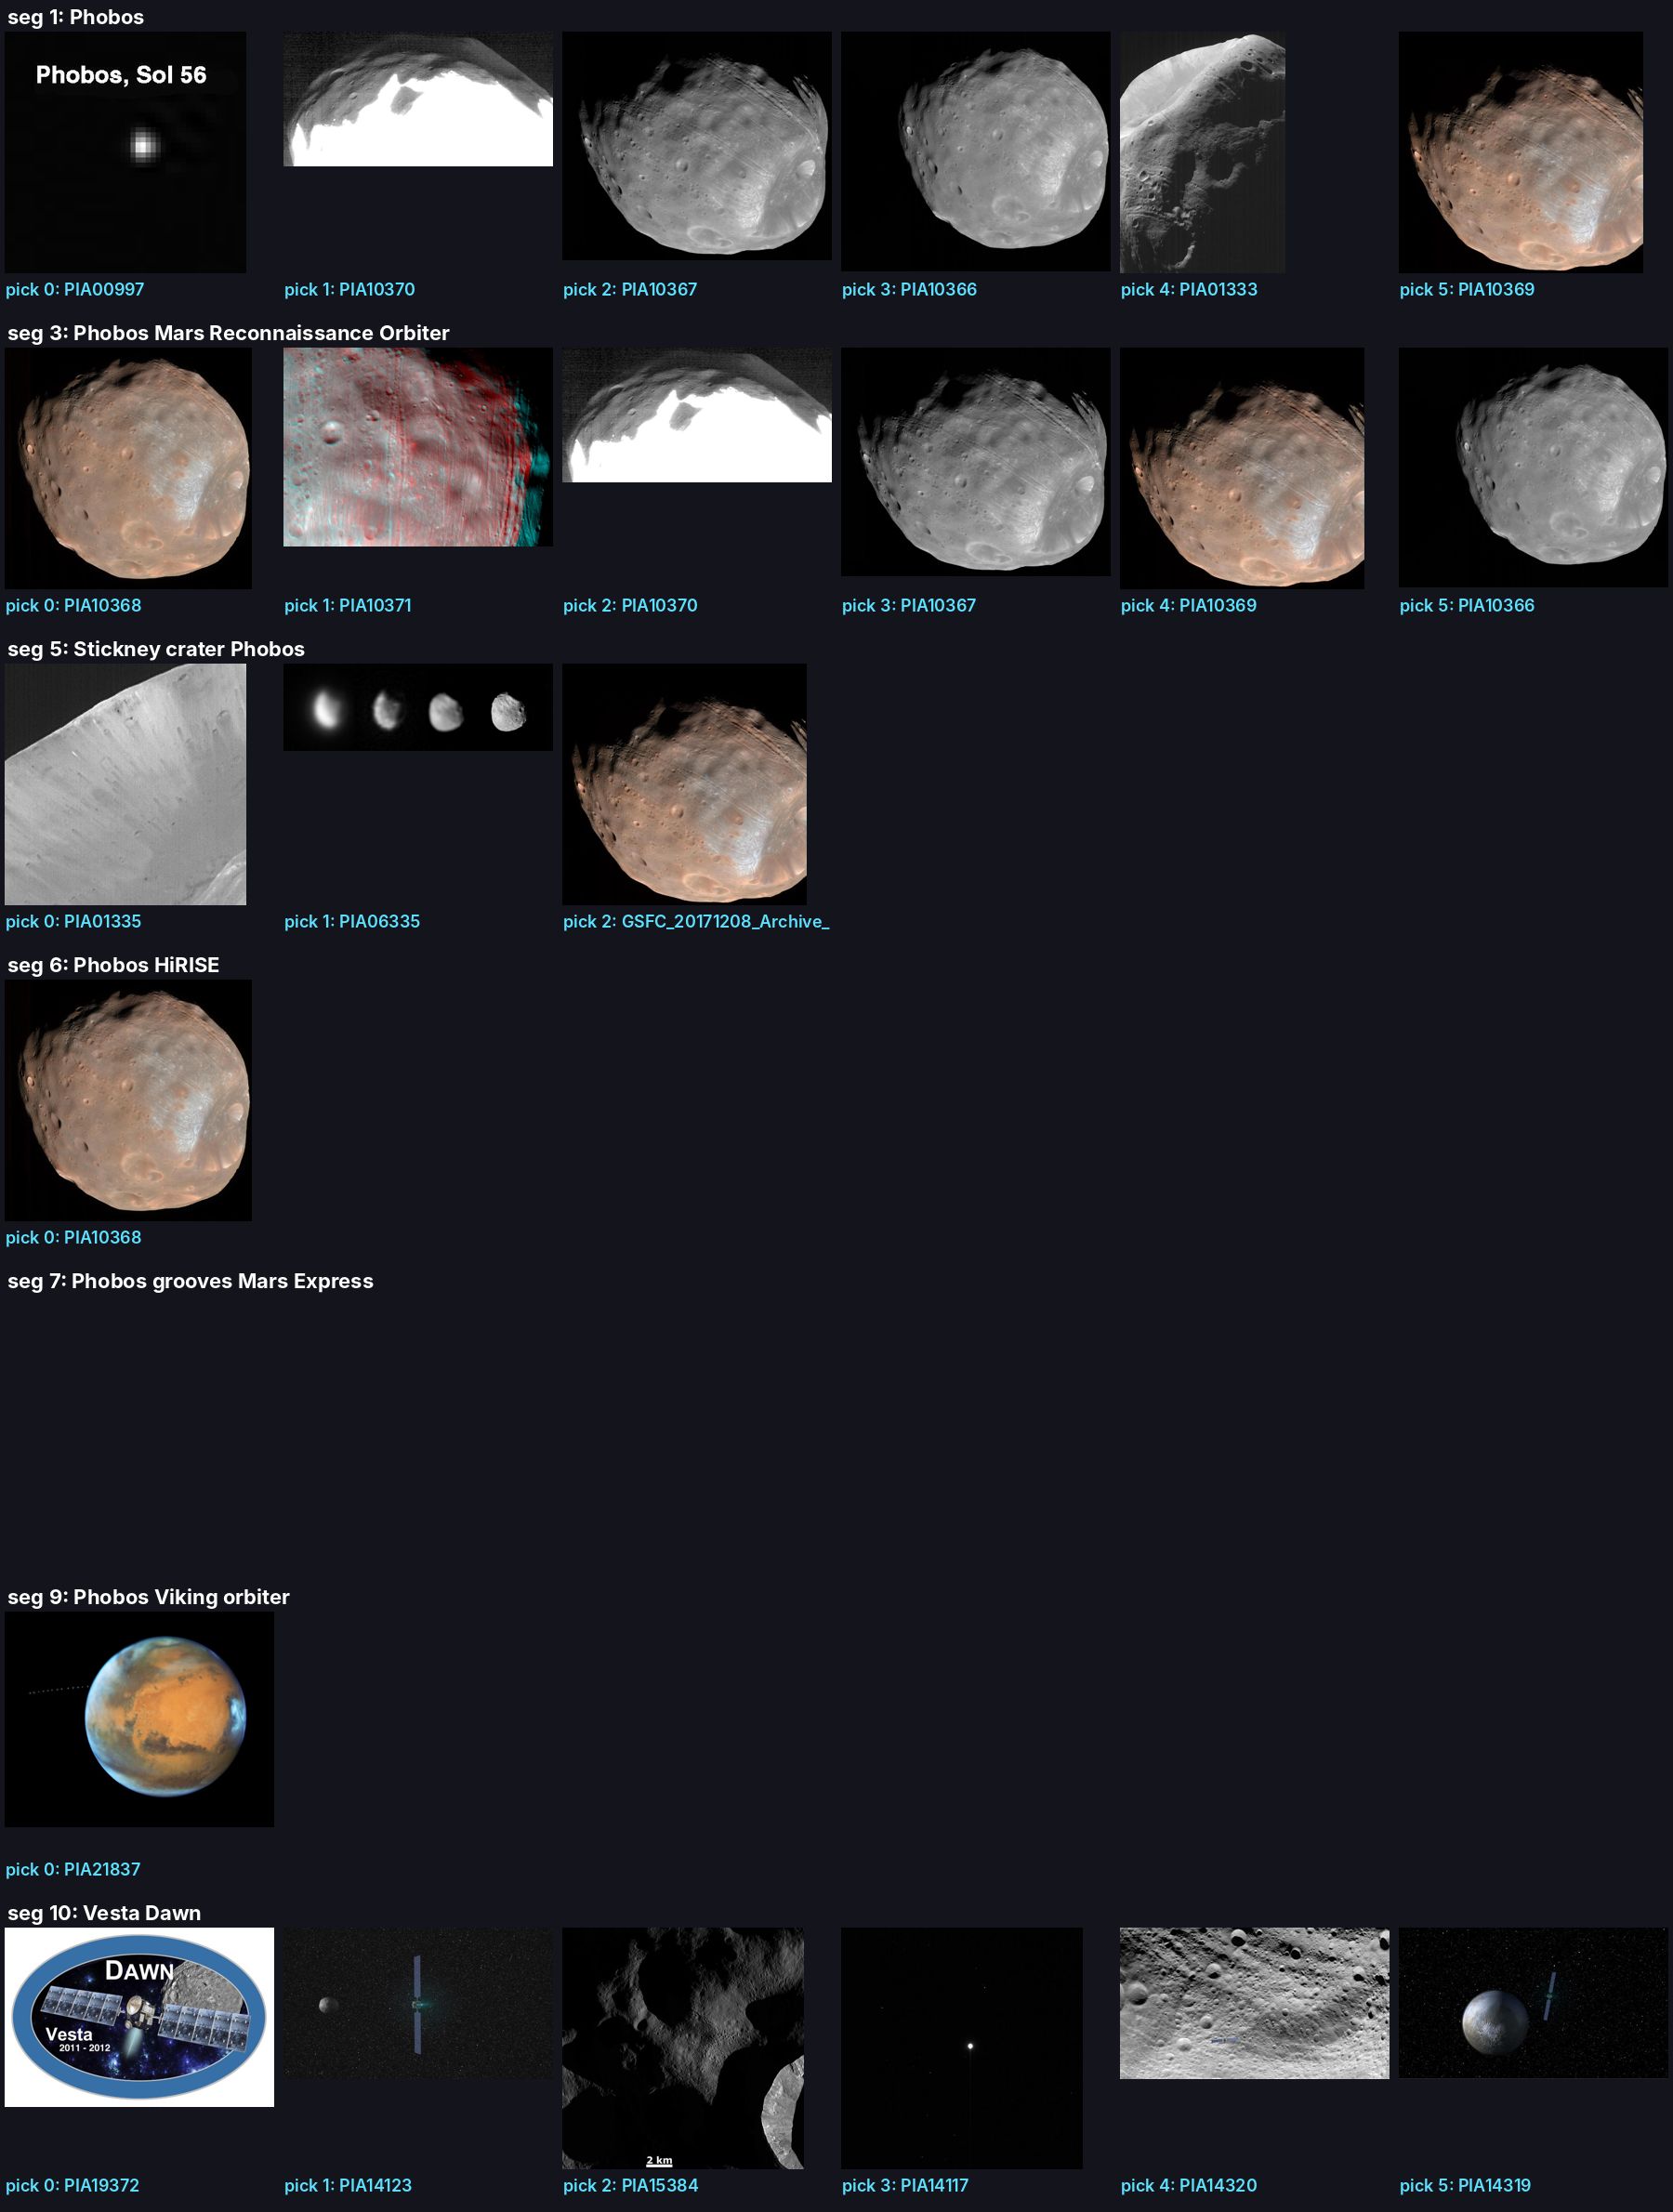 seg 1: Phobos
Phobos, Sol 56
pick 0: PIA00997
pick 1: PIA10370
pick 2: PIA10367
pick 3: PIA10366
pick 4: PIA01333
pick 5: PIA10369
seg 3: Phobos Mars Reconnaissance Orbiter
pick 0: PIA10368
pick 1: PIA10371
pick 2: PIA10370
pick 3: PIA10367
pick 4: PIA10369
pick 5: PIA10366
seg 5: Stickney crater Phobos
pick 0: PIA01335
pick 1: PIA06335
pick 2: GSFC_20171208_Archive_
seg 6: Phobos HiRISE
pick 0: PIA10368
seg 7: Phobos grooves Mars Express
seg 9: Phobos Viking orbiter
pick 0: PIA21837
seg 10: Vesta Dawn
DAWN
Vesta
2011 - 2012
2 km
pick 0: PIA19372
pick 1: PIA14123
pick 2: PIA15384
pick 3: PIA14117
pick 4: PIA14320
pick 5: PIA14319